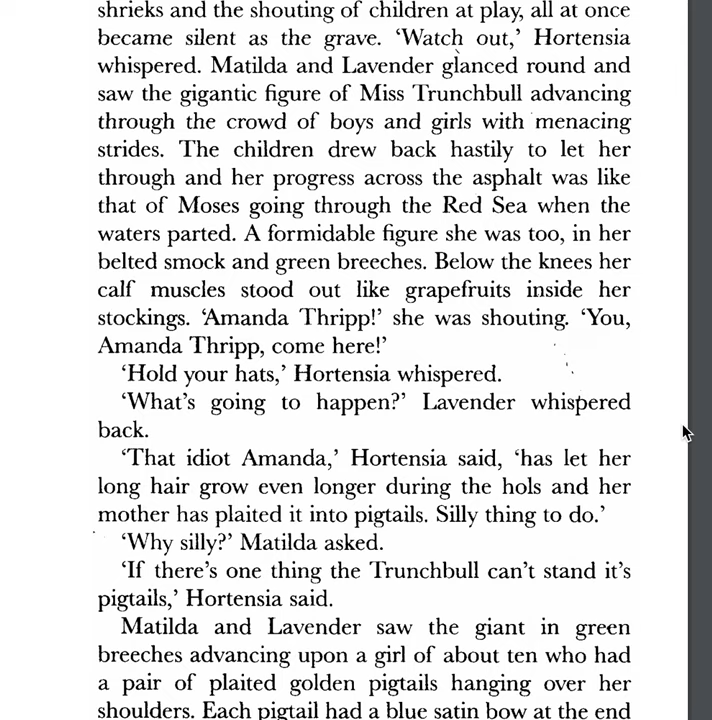 shrieks and the shouting of children at play, all at once
became silent as the grave. ‘Watch out,’ Hortensia
whispered. Matilda and Lavender glanced round and
saw the gigantic figure of Miss Trunchbull advancing
through the crowd of boys and girls with menacing
strides. The children drew back hastily to let her
through and her progress across the asphalt was like
that of Moses going through the Red Sea when the
waters parted. A formidable figure she was too, in her
belted smock and green breeches. Below the knees her
calf muscles stood out like grapefruits inside her
stockings. ‘Amanda Thripp!’ she was shouting. ‘You,
Amanda Thripp, come here!’
‘Hold your hats,’ Hortensia whispered.
‘What’s going to happen?’ Lavender whispered
back.
‘That idiot Amanda,’ Hortensia said, ‘has let her
long hair grow even longer during the hols and her
mother has plaited it into pigtails. Silly thing to do.’
‘Why silly?’ Matilda asked.
‘If there’s one thing the Trunchbull can’t stand it’s
pigtails,’ Hortensia said.
Matilda and Lavender saw the giant in green
breeches advancing upon a girl of about ten who had
a pair of plaited golden pigtails hanging over her
shoulders. Each pigtail had a blue satin bow at the end